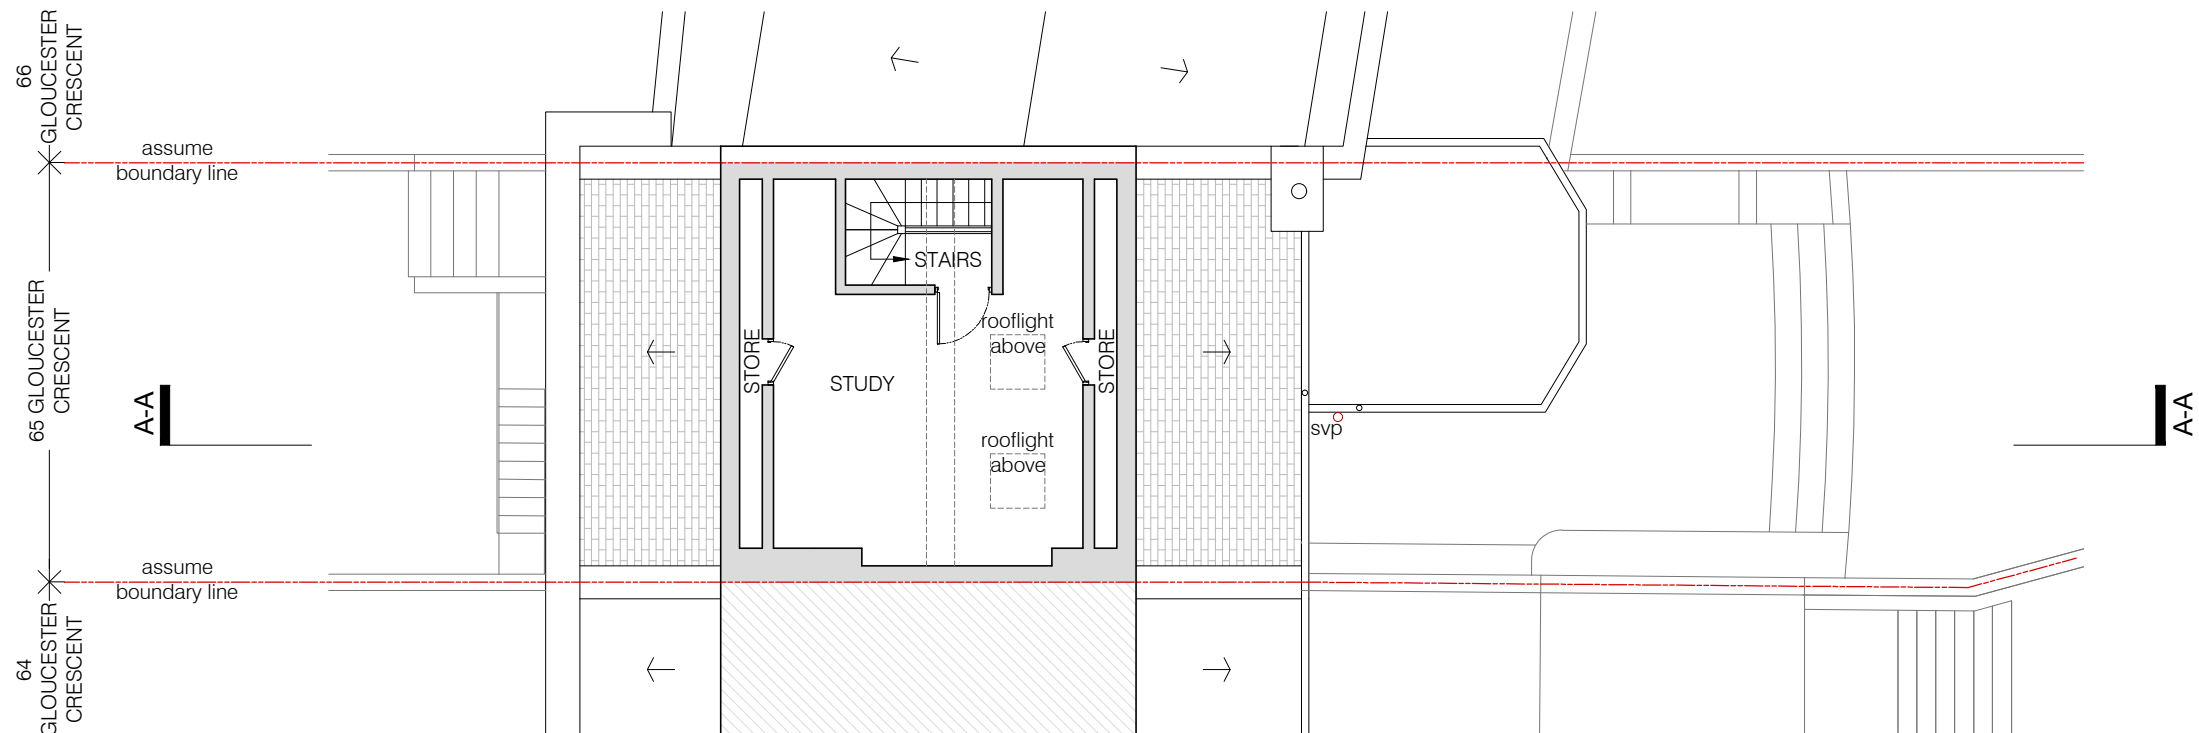 66
GLOUCESTER
CRESCENT
assume
boundary line
STAIRS
rooflight
above
STORE
STORE
65 GLOUCESTER
CRESCENT
STUDY
A-A
A-A
svp
rooflight
above
assume
boundary line
64
GLOUCESTER
CRESCENT